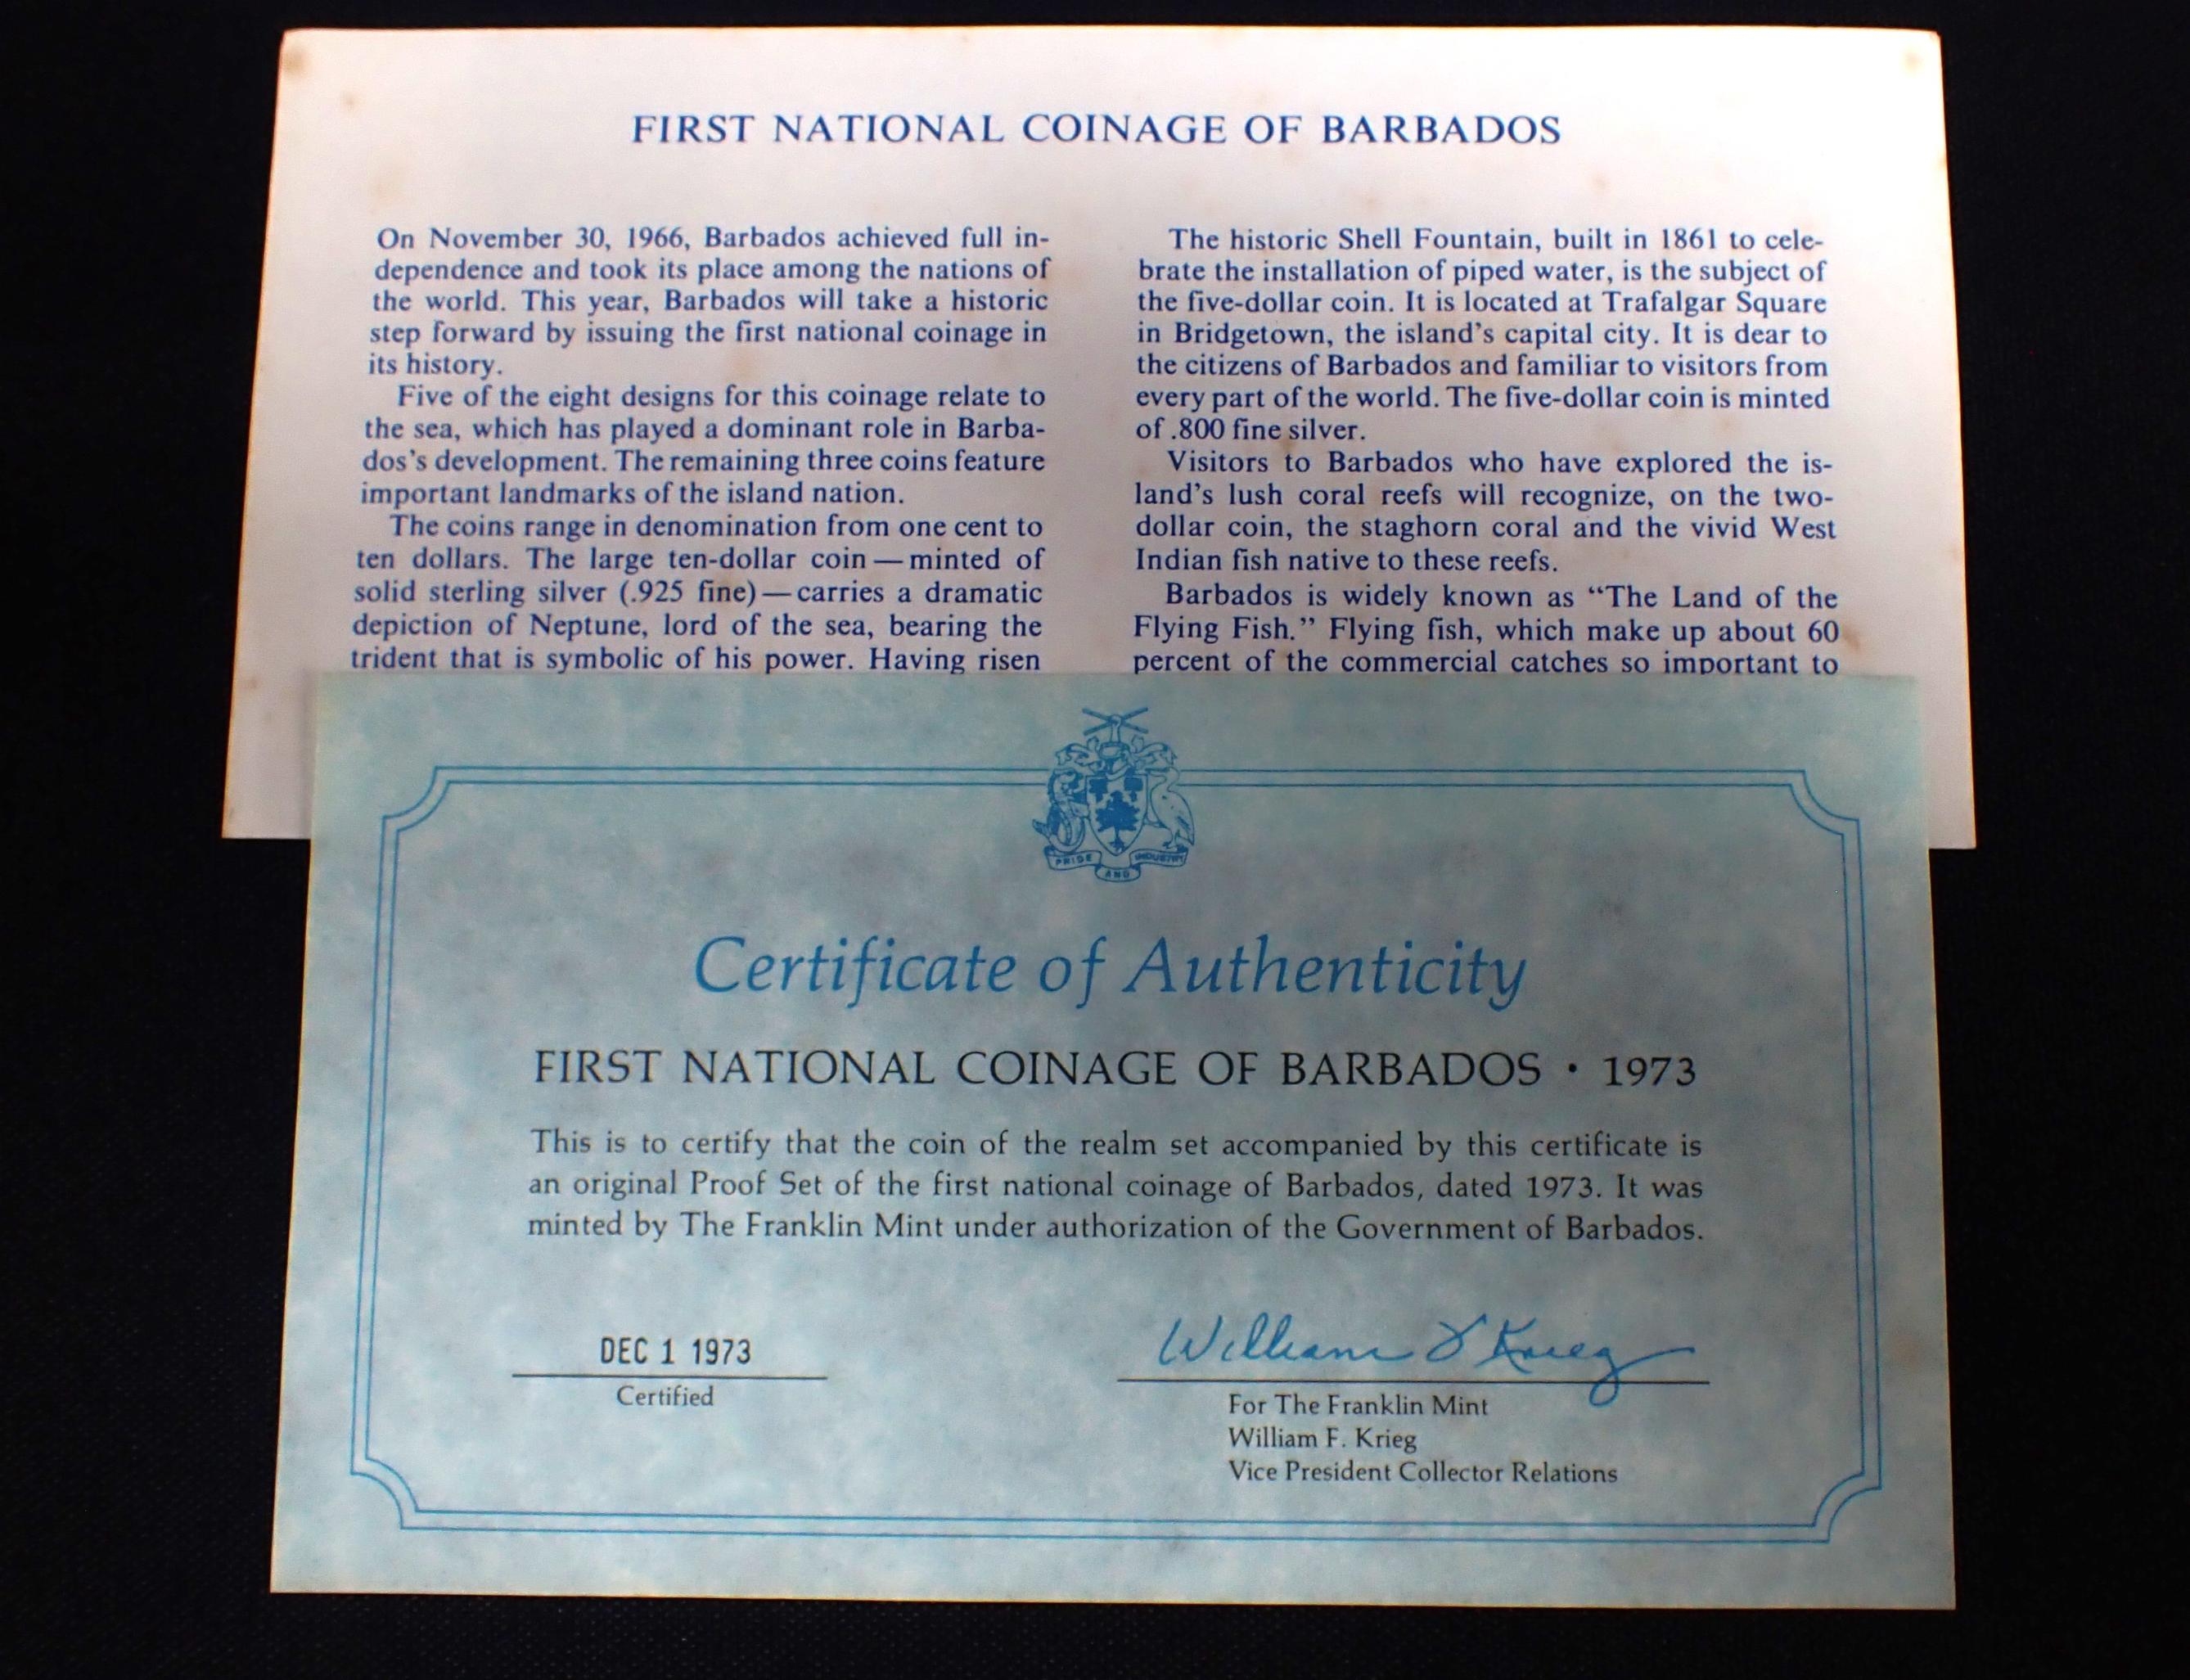 FIRST NATIONAL COINAGE OF BARBADOS
On November 30, 1966, Barbados achieved full in-
dependence and took its place among the nations of
the world. This year, Barbados will take a historic
step forward by issuing the first national coinage in
its history.
Five of the eight designs for this coinage relate to
the sea, which has played a dominant role in Barba-
dos's development. The remaining three coins feature
important landmarks of the island nation.
The coins range in denomination from one cent to
ten dollars. The large ten-dollar coin — minted of
solid sterling silver (.925 fine) — carries a dramatic
depiction of Neptune, lord of the sea, bearing the
trident that is symbolic of his power. Having risen
The historic Shell Fountain, built in 1861 to cele-
brate the installation of piped water, is the subject of
the five-dollar coin. It is located at Trafalgar Square
in Bridgetown, the island's capital city. It is dear to
the citizens of Barbados and familiar to visitors from
every part of the world. The five-dollar coin is minted
of .800 fine silver.
Visitors to Barbados who have explored the is-
land's lush coral reefs will recognize, on the two-
dollar coin, the staghorn coral and the vivid West
Indian fish native to these reefs.
Barbados is widely known as “The Land of the
Flying Fish.” Flying fish, which make up about 60
percent of the commercial catches so important to
PRIDE AND INDUSTRY
Certificate of Authenticity
FIRST NATIONAL COINAGE OF BARBADOS · 1973
This is to certify that the coin of the realm set accompanied by this certificate is
an original Proof Set of the first national coinage of Barbados, dated 1973. It was
minted by The Franklin Mint under authorization of the Government of Barbados.
DEC 1 1973
Certified
William F Krieg
For The Franklin Mint
William F. Krieg
Vice President Collector Relations